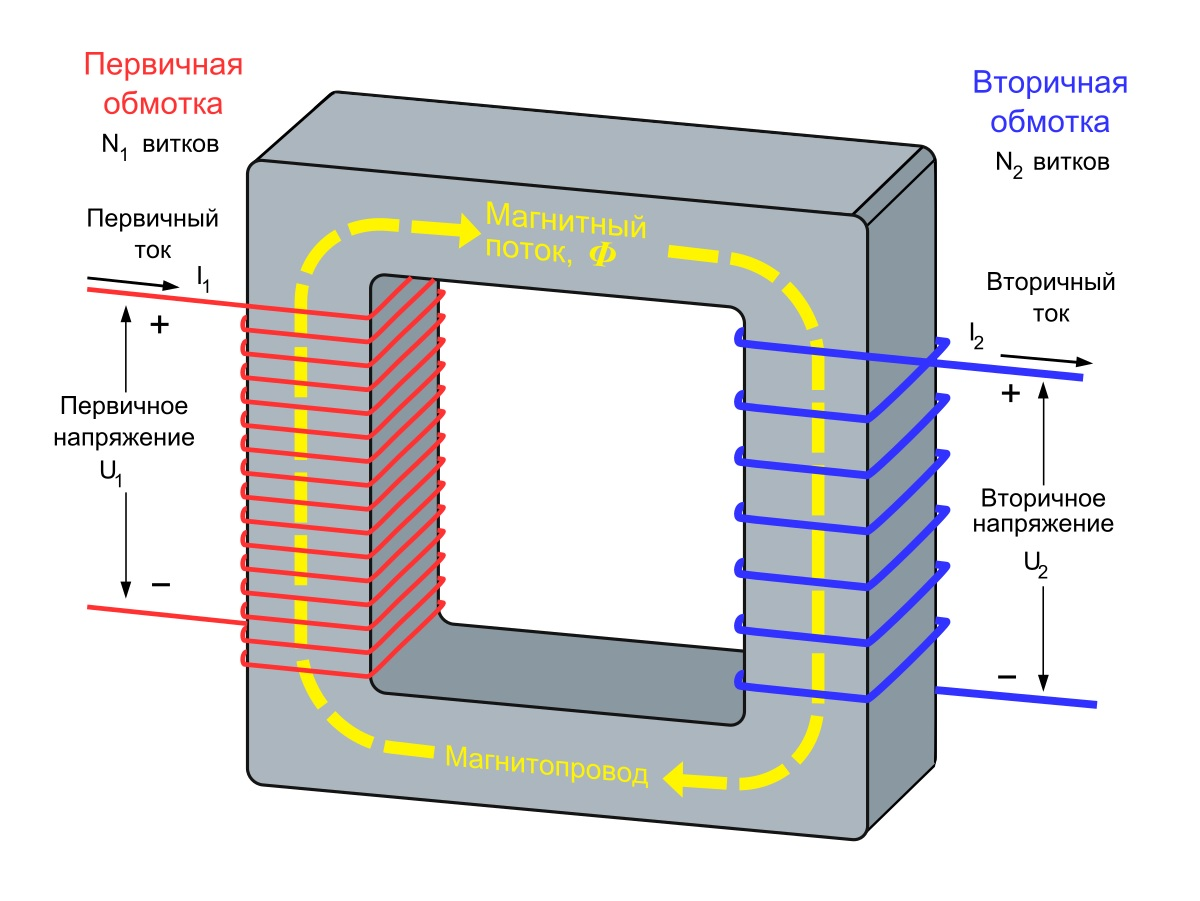 Первичная
обмотка
N1 витков
Первичный
ток
I1
+
Первичное
напряжение
U1
−
Магнитный
поток, Φ
Магнитопровод
Вторичная
обмотка
N2 витков
Вторичный
ток
I2
+
Вторичное
напряжение
U2
−